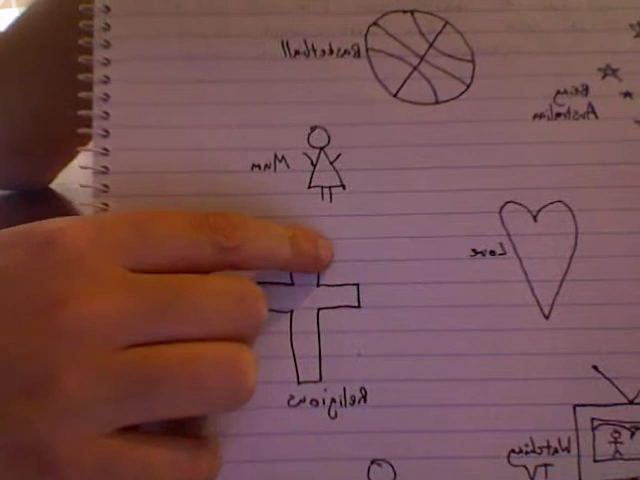 Basketball
Being
Australian
Mum
Love
Religious
Watching
TV